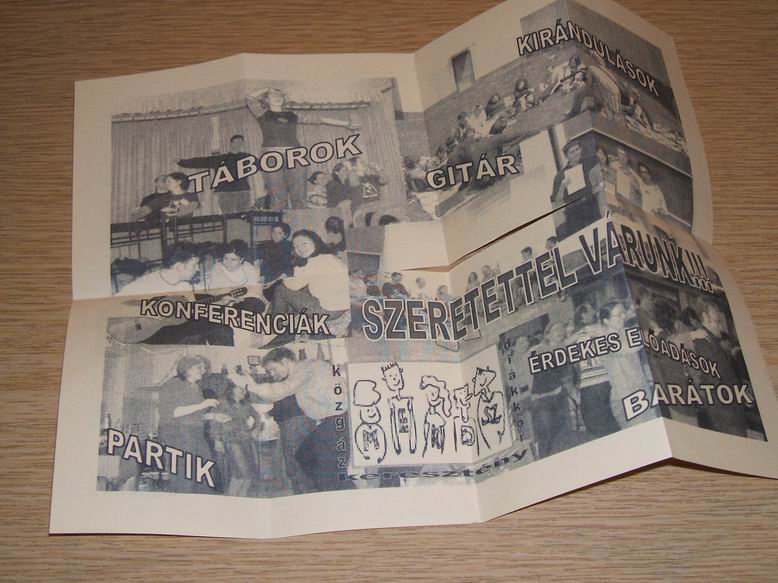 KIRÁNDULÁSOK
TÁBOROK
GITÁR
KONFERENCIÁK
SZERETETTEL VÁRUNK!!!
ÉRDEKES ELŐADÁSOK
BARÁTOK
PARTIK
közgáz
diákkör
keresztény